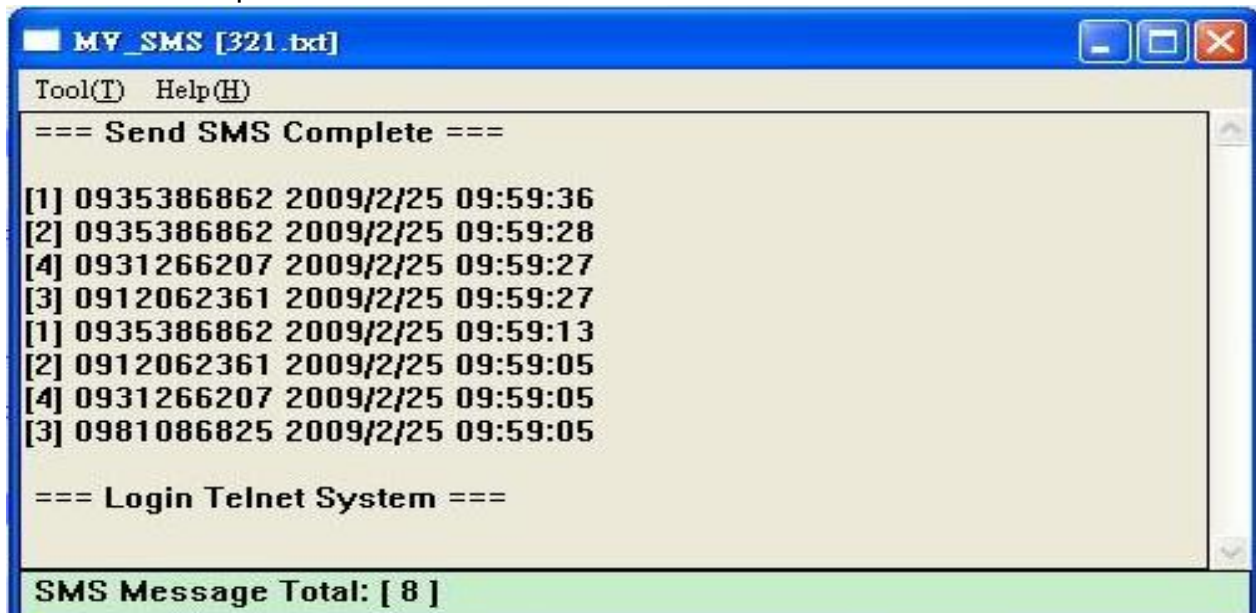 MV_SMS [321.txt]
Tool(T) Help(H)
=== Send SMS Complete ===
[1] 0935386862 2009/2/25 09:59:36
[2] 0935386862 2009/2/25 09:59:28
[4] 0931266207 2009/2/25 09:59:27
[3] 0912062361 2009/2/25 09:59:27
[1] 0935386862 2009/2/25 09:59:13
[2] 0912062361 2009/2/25 09:59:05
[4] 0931266207 2009/2/25 09:59:05
[3] 0981086825 2009/2/25 09:59:05
=== Login Telnet System ===
SMS Message Total: [ 8 ]